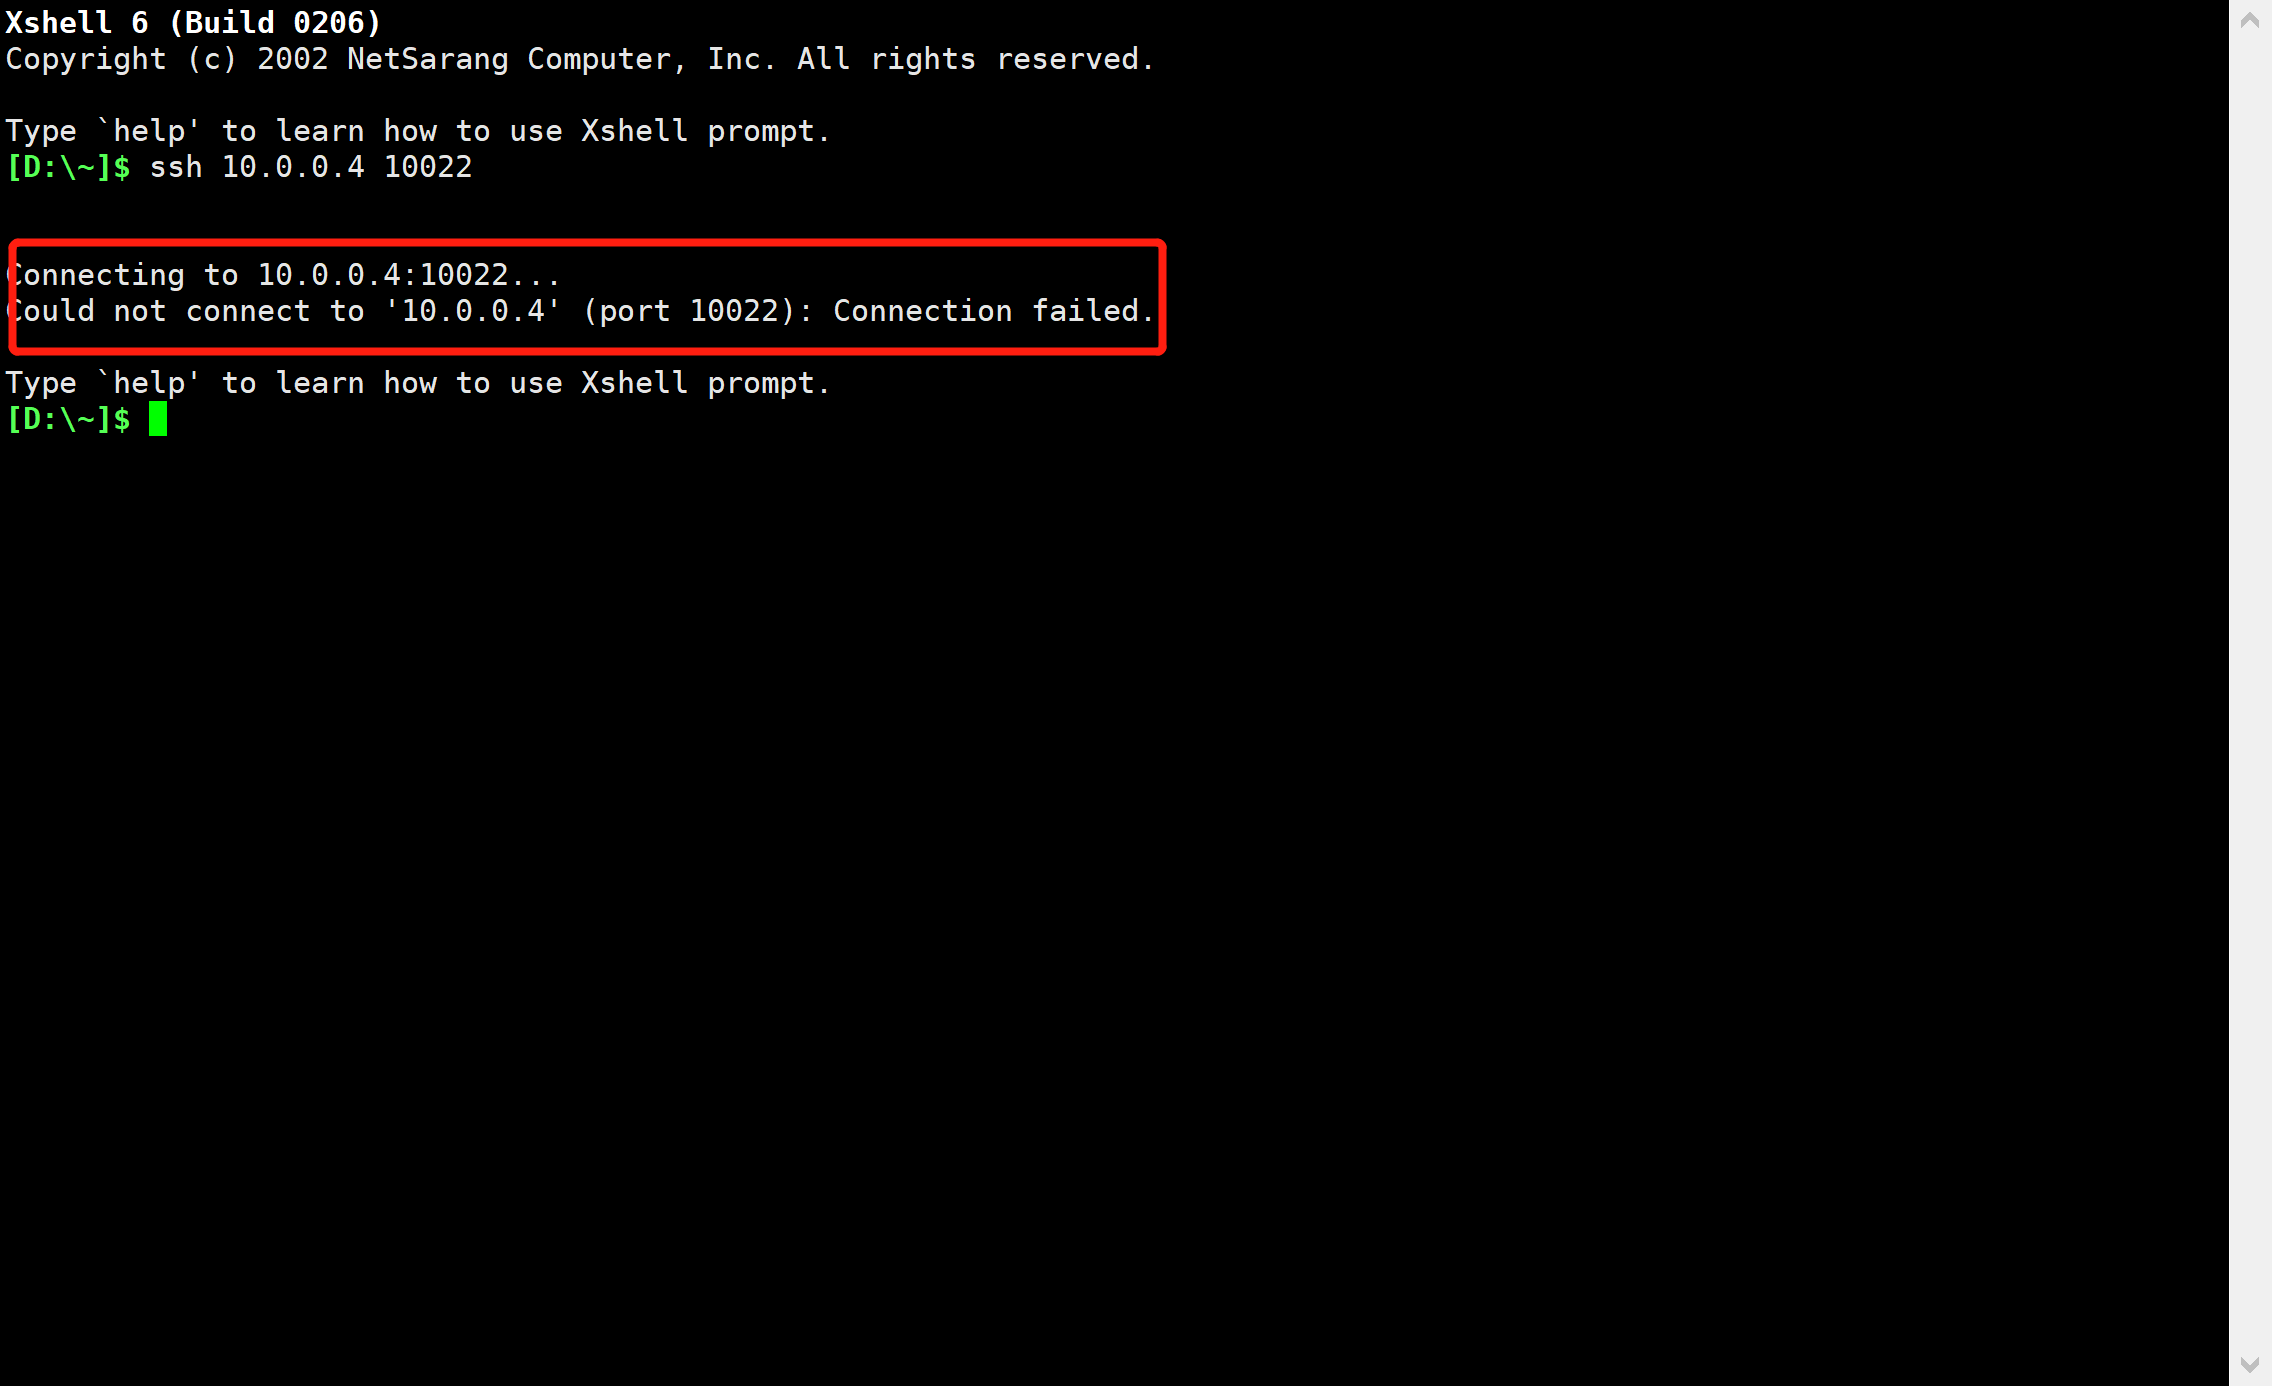 Xshell 6 (Build 0206)
Copyright (c) 2002 NetSarang Computer, Inc. All rights reserved.
Type `help' to learn how to use Xshell prompt.
[D:\~]$ ssh 10.0.0.4 10022
Connecting to 10.0.0.4:10022...
Could not connect to '10.0.0.4' (port 10022): Connection failed.
Type `help' to learn how to use Xshell prompt.
[D:\~]$